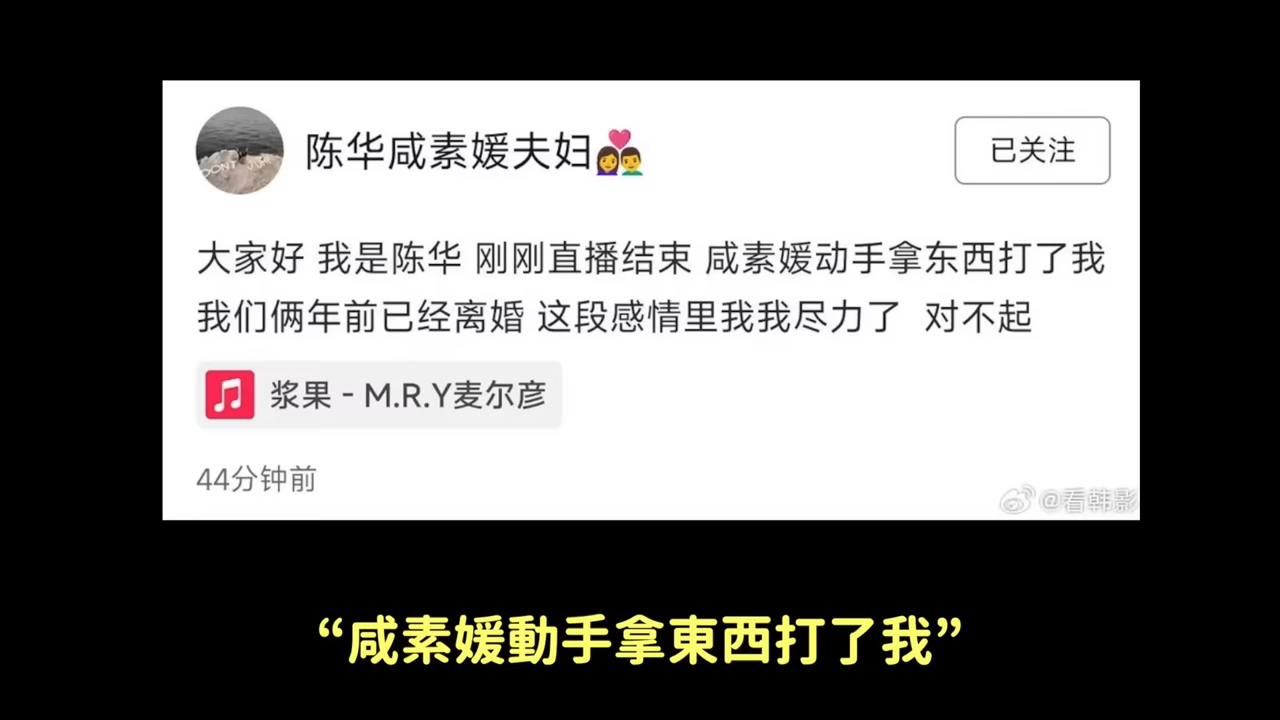 陈华咸素媛夫妇
已关注
大家好 我是陈华 刚刚直播结束 咸素媛动手拿东西打了我
我们俩年前已经离婚 这段感情里我我尽力了 对不起
浆果 - M.R.Y麦尔彦
44分钟前
@看韩影
“咸素媛動手拿東西打了我”